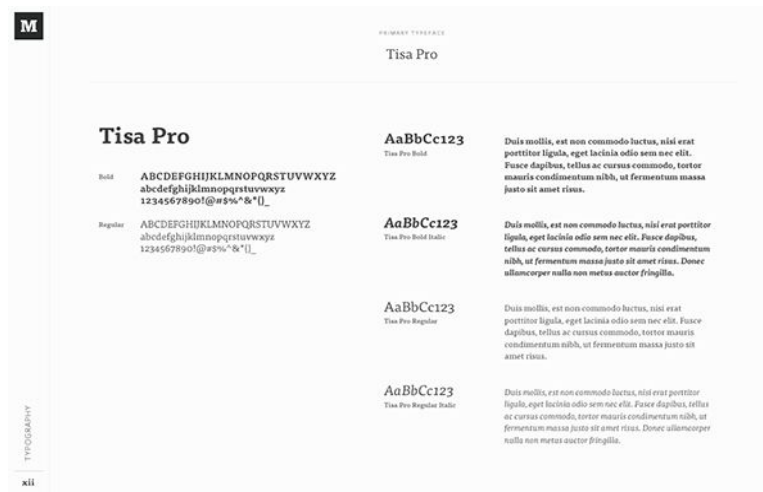 M
PRIMARY TYPEFACE
Tisa Pro
Tisa Pro
Bold
ABCDEFGHIJKLMNOPQRSTUVWXYZ
abcdefghijklmnopqrstuvwxyz
1234567890!@#$%^&*()_
Regular
ABCDEFGHIJKLMNOPQRSTUVWXYZ
abcdefghijklmnopqrstuvwxyz
1234567890!@#$%^&*()_
AaBbCc123
Tisa Pro Bold
Duis mollis, est non commodo luctus, nisi erat
porttitor ligula, eget lacinia odio sem nec elit.
Fusce dapibus, tellus ac cursus commodo, tortor
mauris condimentum nibh, ut fermentum massa
justo sit amet risus.
AaBbCc123
Tisa Pro Bold Italic
Duis mollis, est non commodo luctus, nisi erat porttitor
ligula, eget lacinia odio sem nec elit. Fusce dapibus,
tellus ac cursus commodo, tortor mauris condimentum
nibh, ut fermentum massa justo sit amet risus. Donec
ullamcorper nulla non metus auctor fringilla.
AaBbCc123
Tisa Pro Regular
Duis mollis, est non commodo luctus, nisi erat
porttitor ligula, eget lacinia odio sem nec elit. Fusce
dapibus, tellus ac cursus commodo, tortor mauris
condimentum nibh, ut fermentum massa justo sit
amet risus.
AaBbCc123
Tisa Pro Regular Italic
Duis mollis, est non commodo luctus, nisi erat porttitor
ligula, eget lacinia odio sem nec elit. Fusce dapibus, tellus
ac cursus commodo, tortor mauris condimentum nibh, ut
fermentum massa justo sit amet risus. Donec ullamcorper
nulla non metus auctor fringilla.
TYPOGRAPHY
xii